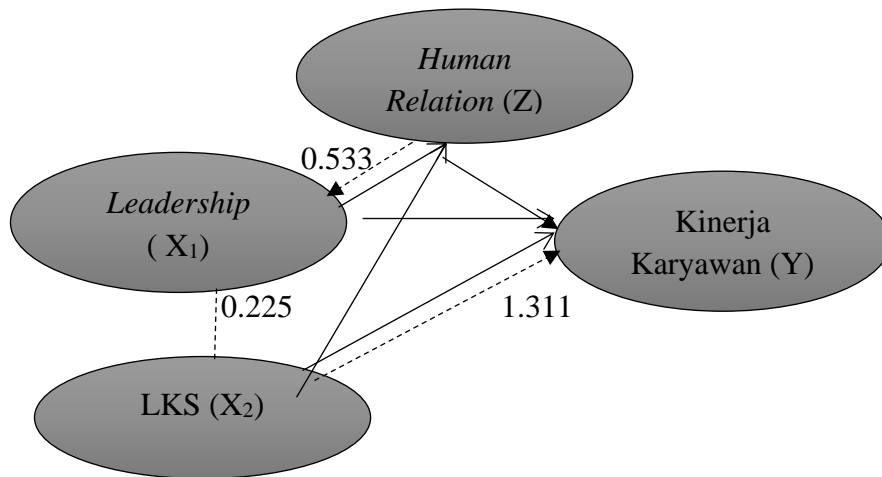 Human
Relation (Z)
0.533
Leadership
( X₁)
Kinerja
Karyawan (Y)
0.225
1.311
LKS (X₂)